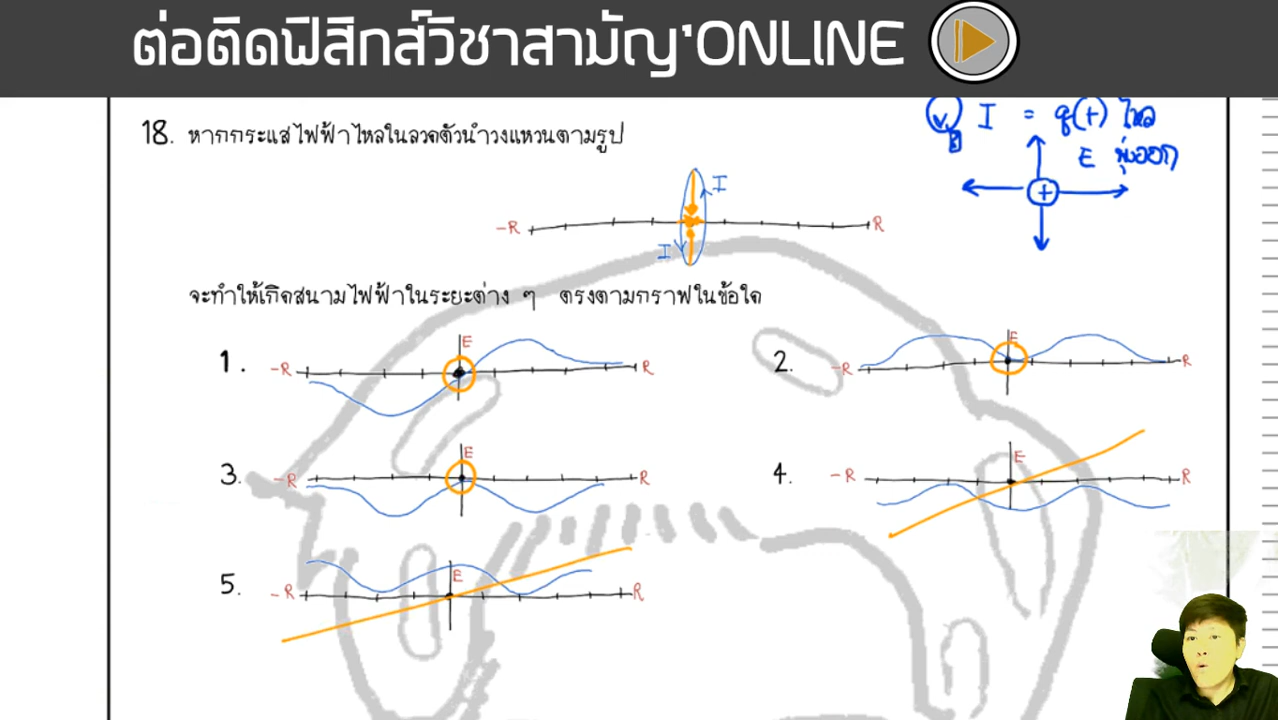 ต่อติดฟิสิกส์วิชาสามัญ'ONLINE
I = q(+) ไหล
E พุ่งออก
+
18. หากกระแสไฟฟ้าไหลในลวดตัวนำวงแหวนตามรูป
I
-R R
I
จะทำให้เกิดสนามไฟฟ้าในระยะต่าง ๆ ตรงตามกราฟในข้อใด
1. -R E R
2. -R E R
3. -R E R
4. -R E R
5. -R E R